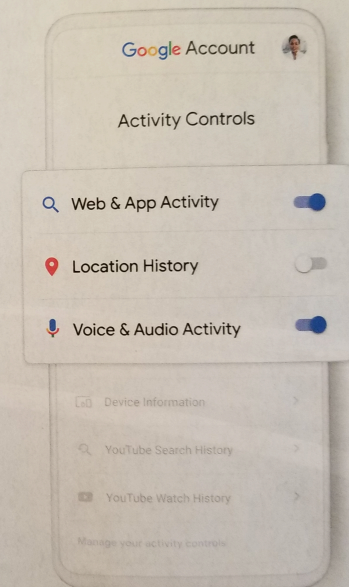 Google Account
Activity Controls
Web & App Activity
Location History
Voice & Audio Activity
Device Information
YouTube Search History
YouTube Watch History
Manage your activity controls